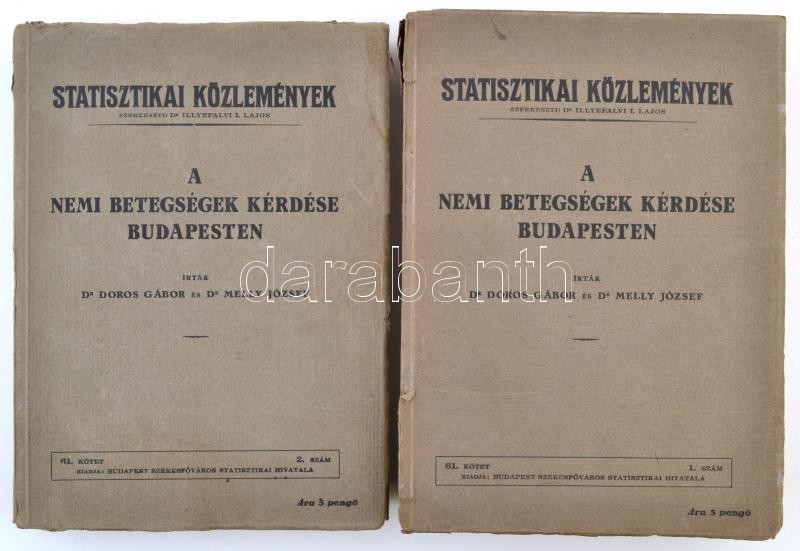 STATISZTIKAI KÖZLEMÉNYEK
SZERKESZTI: Dᴿ ILLYEFALVI I. LAJOS
A
NEMI BETEGSÉGEK KÉRDÉSE
BUDAPESTEN
IRTÁK
Dᴿ DOROS GÁBOR ÉS Dᴿ MELLY JÓZSEF
61. KÖTET 2. SZÁM
KIADJA: BUDAPEST SZÉKESFŐVÁROS STATISZTIKAI HIVATALA
Ára 5 pengő
STATISZTIKAI KÖZLEMÉNYEK
SZERKESZTI: Dᴿ ILLYEFALVI I. LAJOS
A
NEMI BETEGSÉGEK KÉRDÉSE
BUDAPESTEN
IRTÁK
Dᴿ DOROS GÁBOR ÉS Dᴿ MELLY JÓZSEF
61. KÖTET 1. SZÁM
KIADJA: BUDAPEST SZÉKESFŐVÁROS STATISZTIKAI HIVATALA
Ára 5 pengő
darabanth